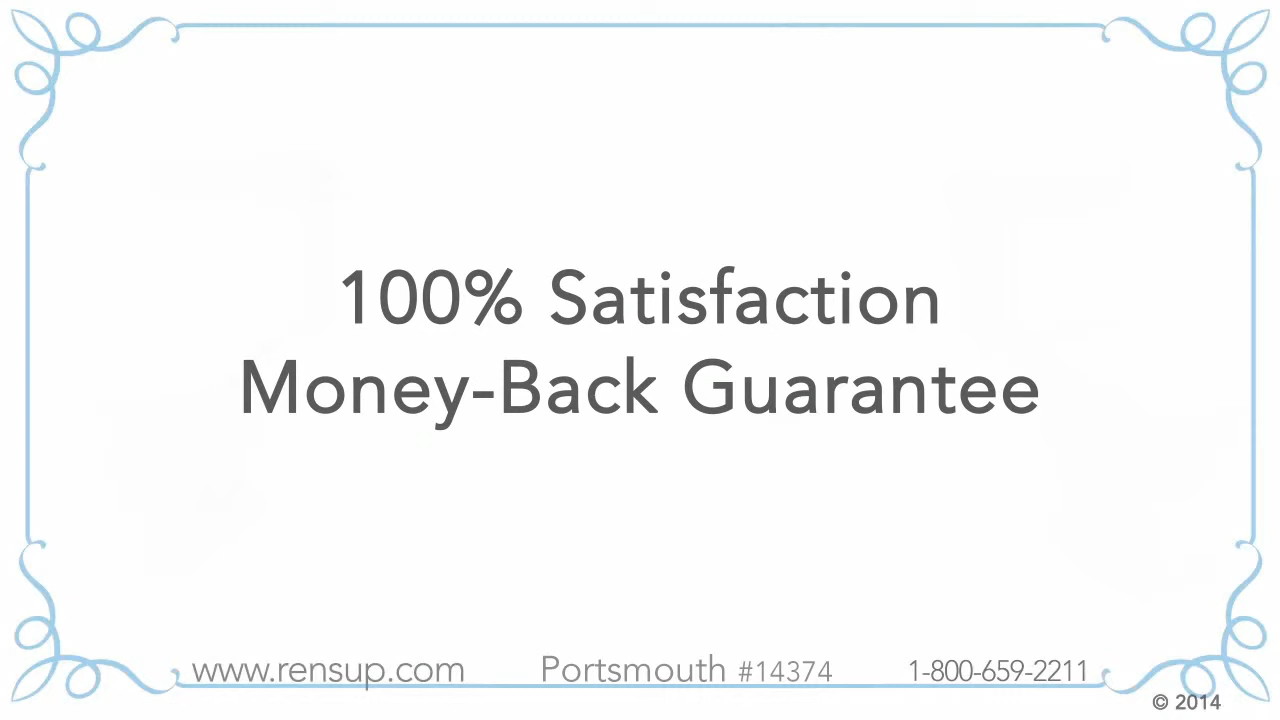 100% Satisfaction
Money-Back Guarantee
www.rensup.com Portsmouth #14374 1-800-659-2211
© 2014